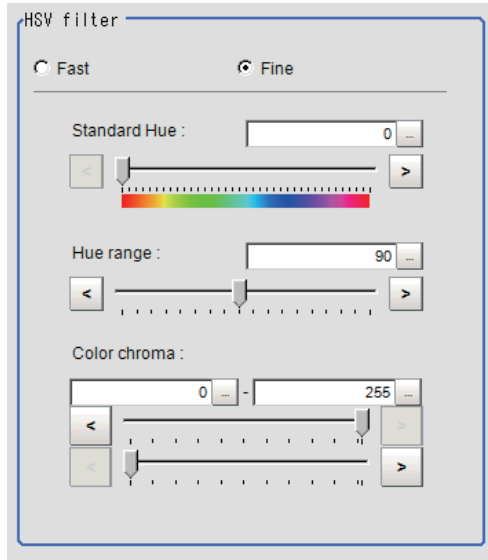 HSV filter
Fast Fine
Standard Hue : 0 ...
< >
Hue range : 90 ...
< >
Color chroma :
0 ... - 255 ...
< >
< >